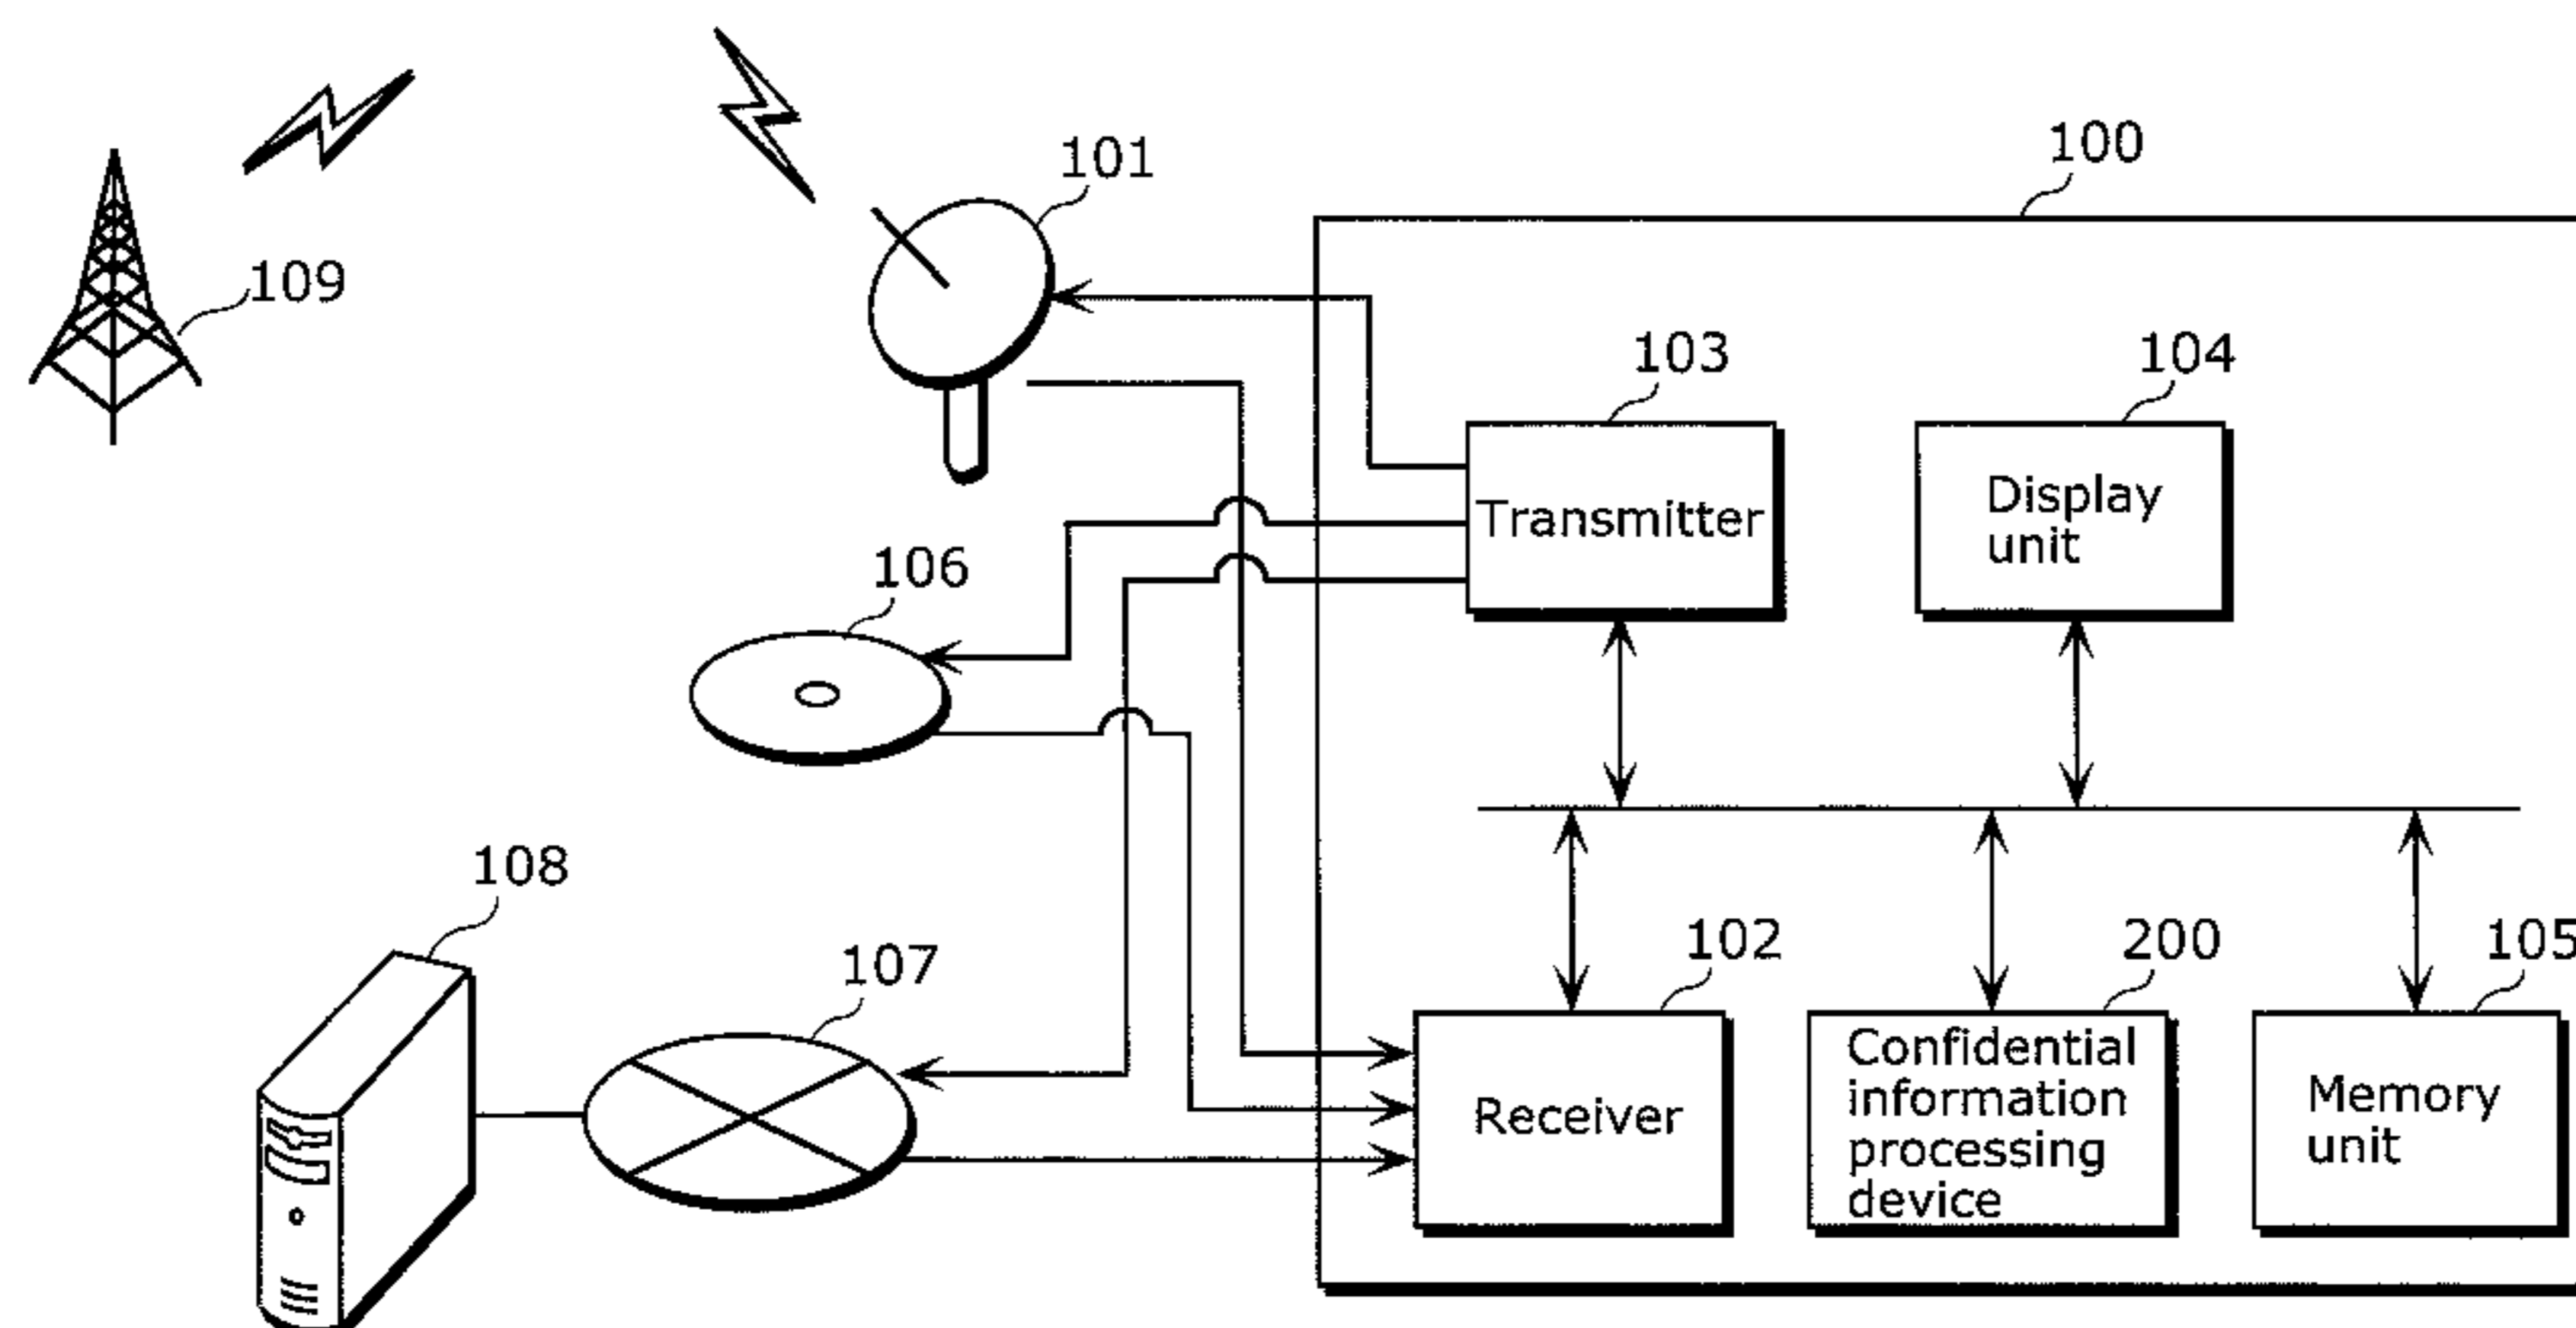 101
100
109
103
104
Transmitter
Display
unit
106
108
107
102
200
105
Receiver
Confidential
information
processing
device
Memory
unit